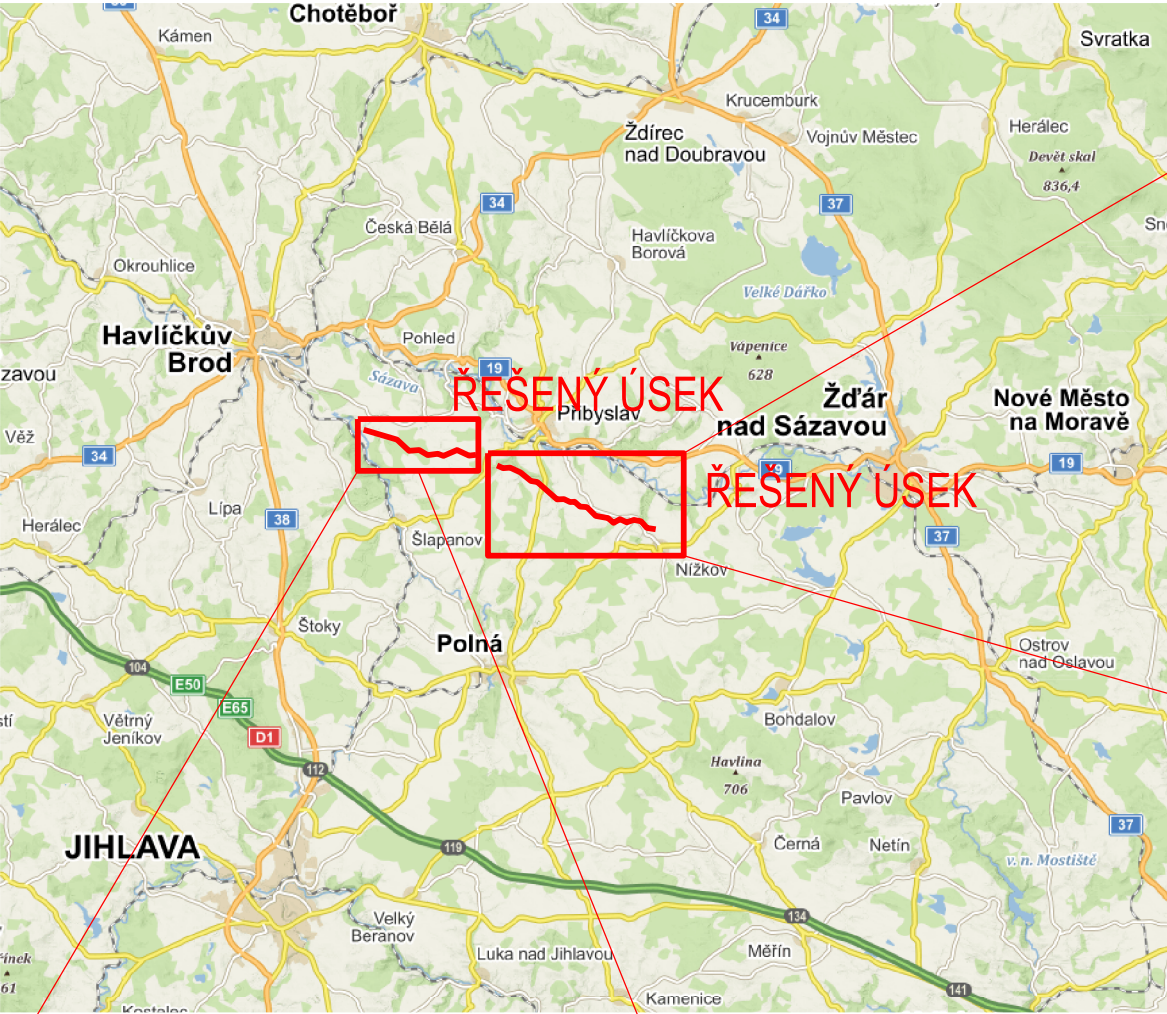 Chotěboř
34
Kámen
Svratka
Krucemburk
Ždírec
nad Doubravou
Vojnův Městec
Herálec
Devět skal
836,4
34
37
Česká Bělá
Havlíčkova
Borová
Okrouhlice
Velké Dářko
Havlíčkův
Brod
Pohled
Vápenice
628
19
Sázava
zavou
ŘEŠENÝ ÚSEK
Přibyslav
Žďár
nad Sázavou
Nové Město
na Moravě
Věž
34
19
19
ŘEŠENÝ ÚSEK
Lípa
38
Herálec
Šlapanov
37
Nížkov
Štoky
Polná
Ostrov
nad Oslavou
104
E50
E65
D1
Větrný
Jeníkov
Bohdalov
112
Havlina
706
Pavlov
37
JIHLAVA
119
Černá
Netín
v. n. Mostiště
Velký
Beranov
134
Luka nad Jihlavou
Měřín
141
Kamenice
61